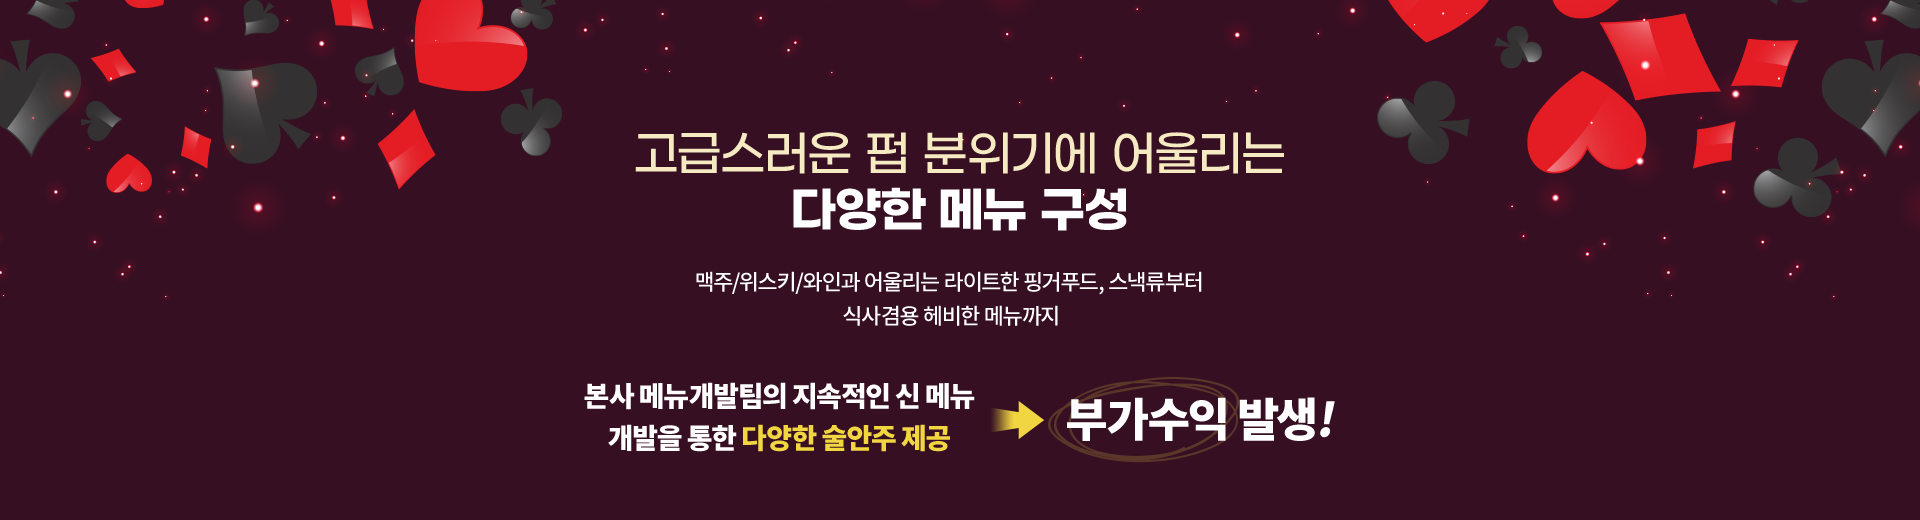 고급스러운 펍 분위기에 어울리는
다양한 메뉴 구성
맥주/위스키/와인과 어울리는 라이트한 핑거푸드, 스낵류부터
식사겸용 헤비한 메뉴까지
본사 메뉴개발팀의 지속적인 신 메뉴
개발을 통한 다양한 술안주 제공
부가수익 발생!